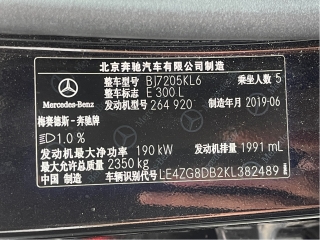 北京奔驰汽车有限公司制造
整车型号 BJ7205KL6 乘坐人数 5
整车标志 E 300 L
发动机型号 264 920 制造年月 2019-06
Mercedes-Benz
梅赛德斯-奔驰牌
1.0 %
发动机最大净功率 190 kW 发动机排量 1991 mL
最大允许总质量 2350 kg
中国 制造 车辆识别代号 LE4ZG8DB2KL382489